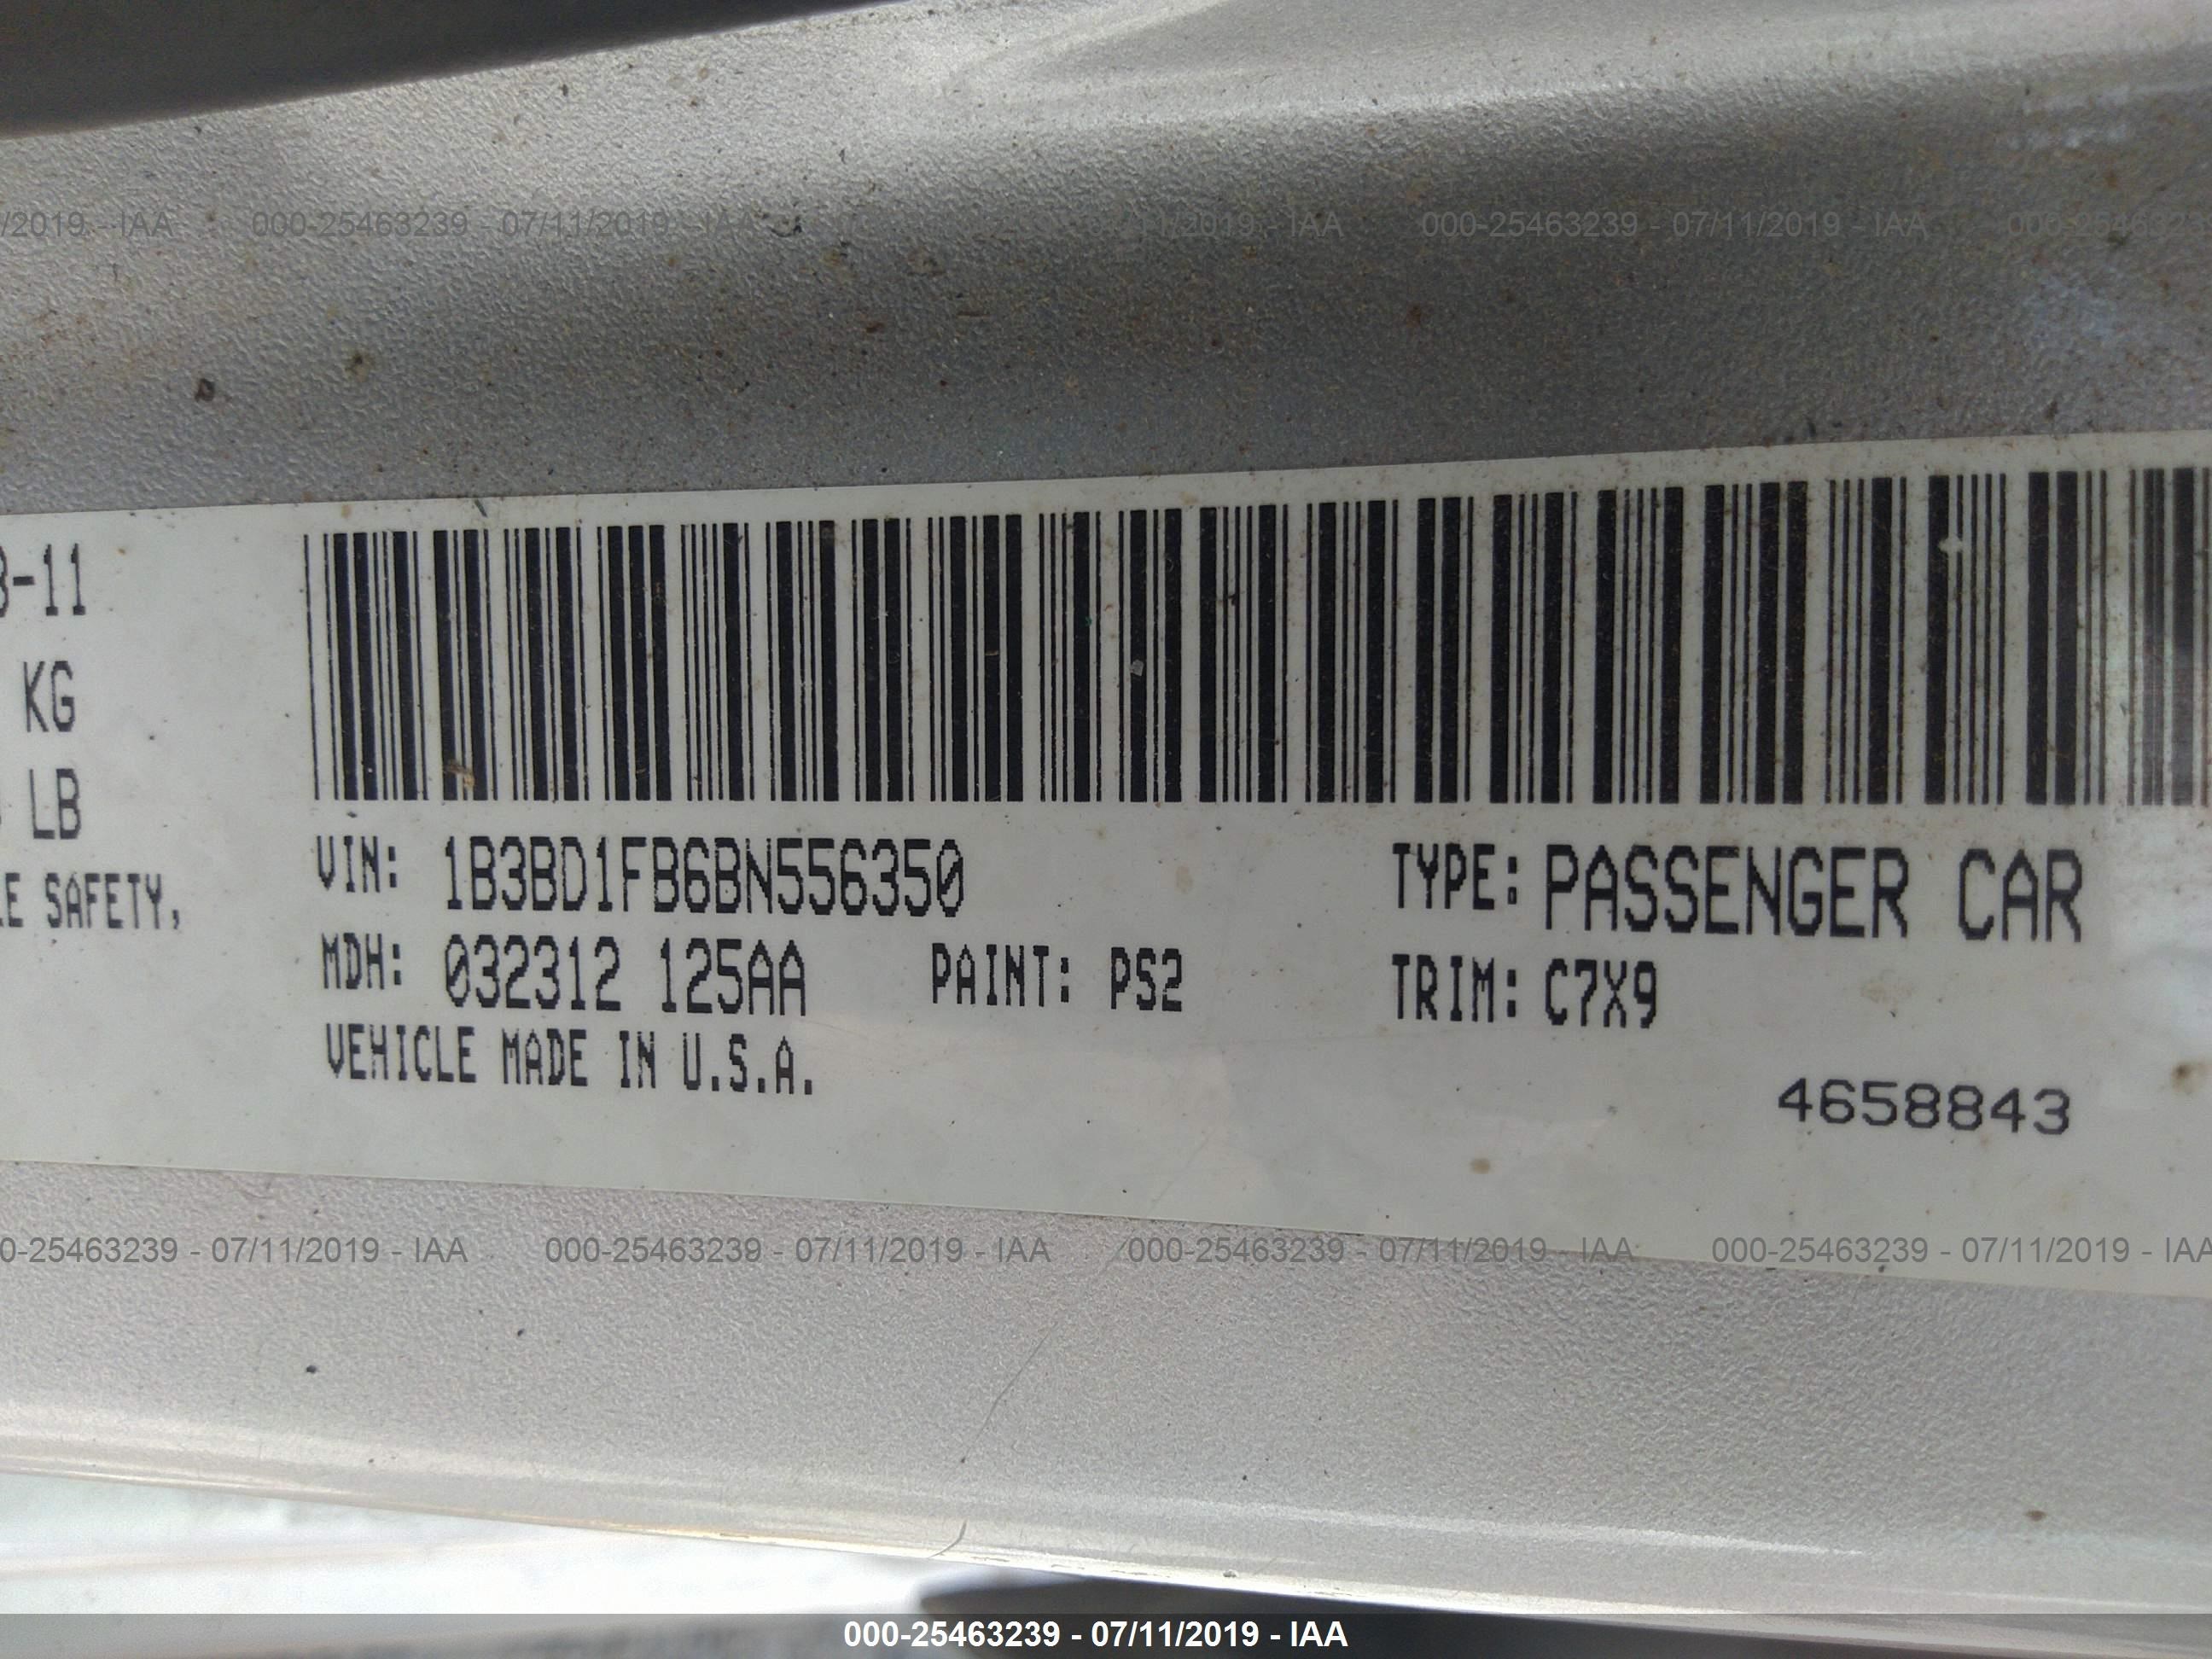 /2019 - IAA 000-25463239 - 07/11/2019 - IAA /11/2019 - IAA 000-25463239 - 07/11/2019 - IAA 000-2546323
-11
KG
LB
LE SAFETY,
VIN: 1B3BD1FB6BN556350 TYPE: PASSENGER CAR
MDH: 032312 125AA PAINT: PS2 TRIM: C7X9
VEHICLE MADE IN U.S.A.
4658843
0-25463239 - 07/11/2019 - IAA 000-25463239 - 07/11/2019 - IAA 000-25463239 - 07/11/2019 - IAA 000-25463239 - 07/11/2019 - IAA
000-25463239 - 07/11/2019 - IAA